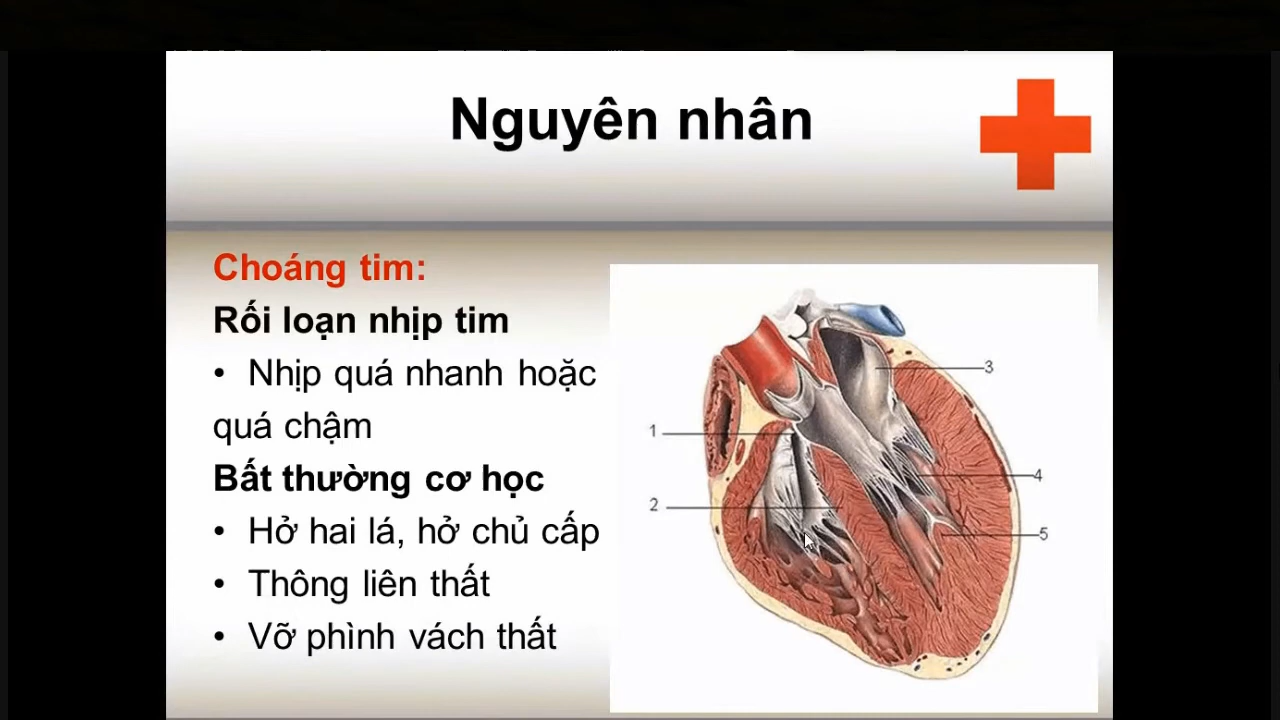 Nguyên nhân
Choáng tim:
Rối loạn nhịp tim
• Nhịp quá nhanh hoặc
quá chậm
Bất thường cơ học
• Hở hai lá, hở chủ cấp
• Thông liên thất
• Vỡ phình vách thất
3
1
4
2
5